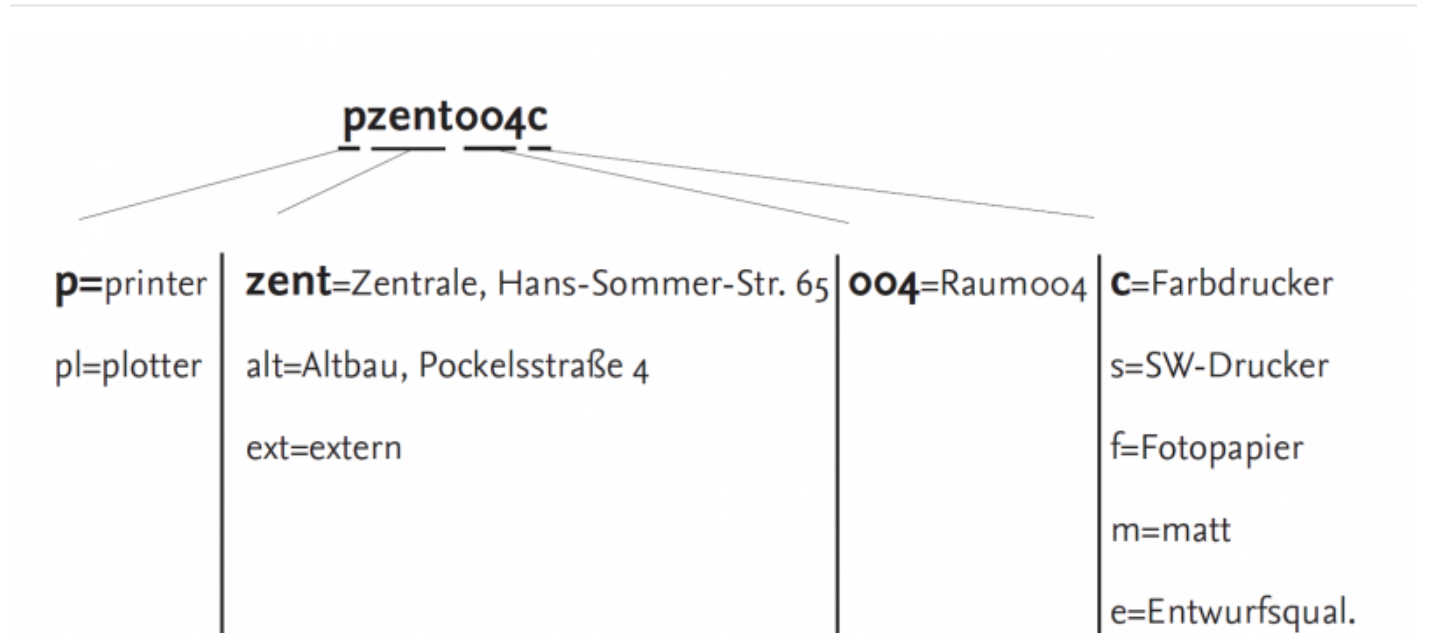 pzent004c
p=printer
pl=plotter
zent=Zentrale, Hans-Sommer-Str. 65
alt=Altbau, Pockelsstraße 4
ext=extern
004=Raum004
c=Farbdrucker
s=SW-Drucker
f=Fotopapier
m=matt
e=Entwurfsqual.